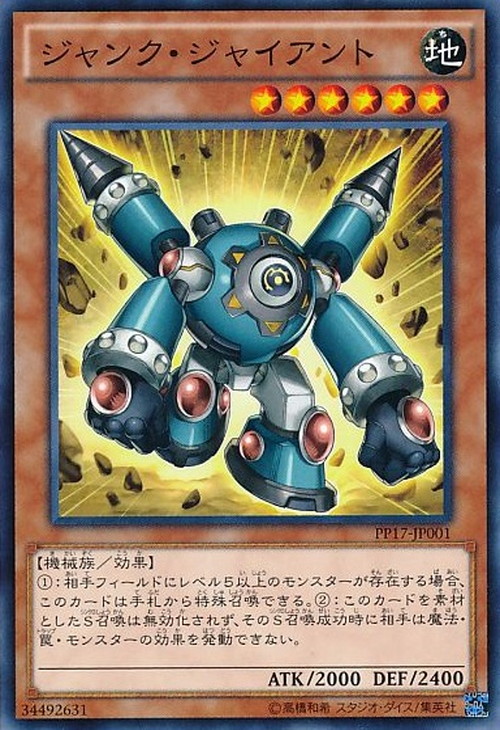 ジャンク・ジャイアント
地
PP17-JP001
【機械族／効果】
①：相手フィールドにレベル５以上のモンスターが存在する場合、
このカードは手札から特殊召喚できる。②：このカードを素材
としたＳ召喚は無効化されず、そのＳ召喚成功時に相手は魔法・
罠・モンスターの効果を発動できない。
ATK/2000 DEF/2400
34492631
©高橋和希 スタジオ・ダイス/集英社